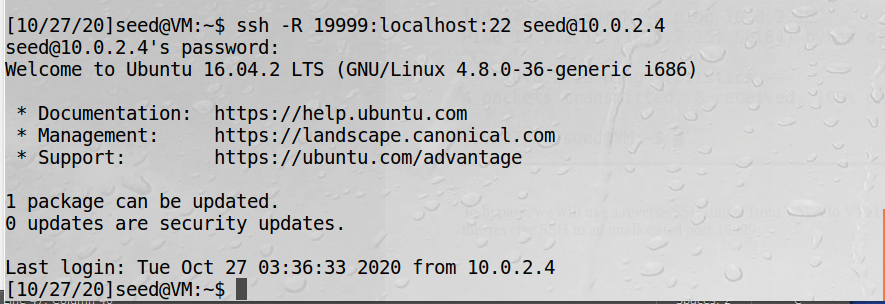 [10/27/20]seed@VM:~$ ssh -R 19999:localhost:22 seed@10.0.2.4
seed@10.0.2.4's password:
Welcome to Ubuntu 16.04.2 LTS (GNU/Linux 4.8.0-36-generic i686)
 * Documentation:  https://help.ubuntu.com
 * Management:     https://landscape.canonical.com
 * Support:        https://ubuntu.com/advantage
1 package can be updated.
0 updates are security updates.
Last login: Tue Oct 27 03:36:33 2020 from 10.0.2.4
[10/27/20]seed@VM:~$